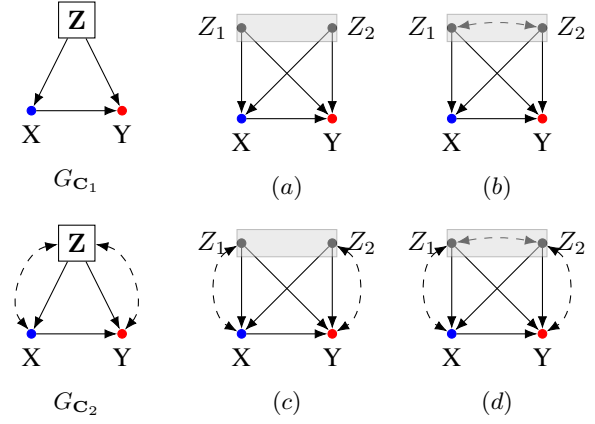 Z Z₁ Z₂ Z₁ Z₂
X Y X Y X Y
G_C₁ (a) (b)
Z Z₁ Z₂ Z₁ Z₂
X Y X Y X Y
G_C₂ (c) (d)